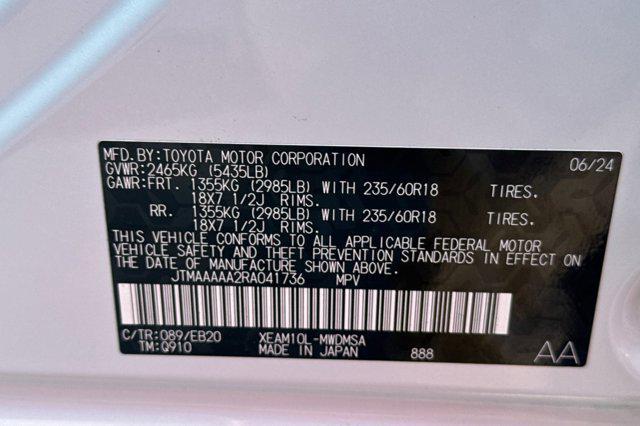 MFD.BY:TOYOTA MOTOR CORPORATION 06/24
GVWR:2465KG (5435LB)
GAWR:FRT. 1355KG (2985LB) WITH 235/60R18 TIRES.
18X7 1/2J RIMS.
RR. 1355KG (2985LB) WITH 235/60R18 TIRES.
18X7 1/2J RIMS.
THIS VEHICLE CONFORMS TO ALL APPLICABLE FEDERAL MOTOR
VEHICLE SAFETY AND THEFT PREVENTION STANDARDS IN EFFECT ON
THE DATE OF MANUFACTURE SHOWN ABOVE.
JTMAAAAA2RA041736 MPV
C/TR:089/EB20 XEAM10L-MWDMSA
TM:Q910 MADE IN JAPAN 888 AA